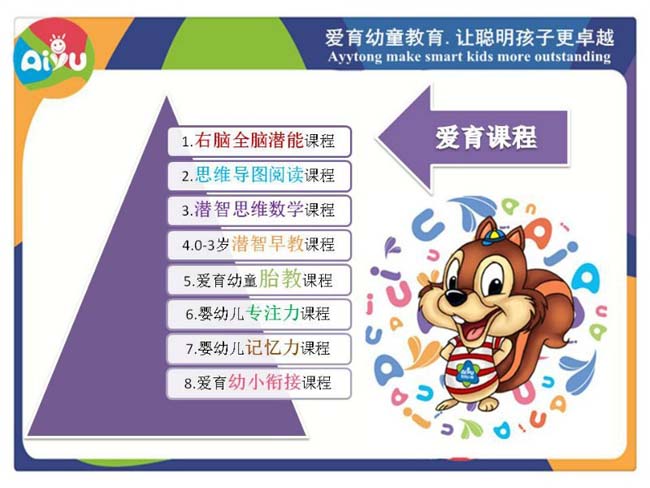 Aiyu
爱育幼童教育. 让聪明孩子更卓越
Ayytong make smart kids more outstanding
爱育课程
1.右脑全脑潜能课程
2.思维导图阅读课程
3.潜智思维数学课程
4.0-3岁潜智早教课程
5.爱育幼童胎教课程
6.婴幼儿专注力课程
7.婴幼儿记忆力课程
8.爱育幼小衔接课程
Aiyu